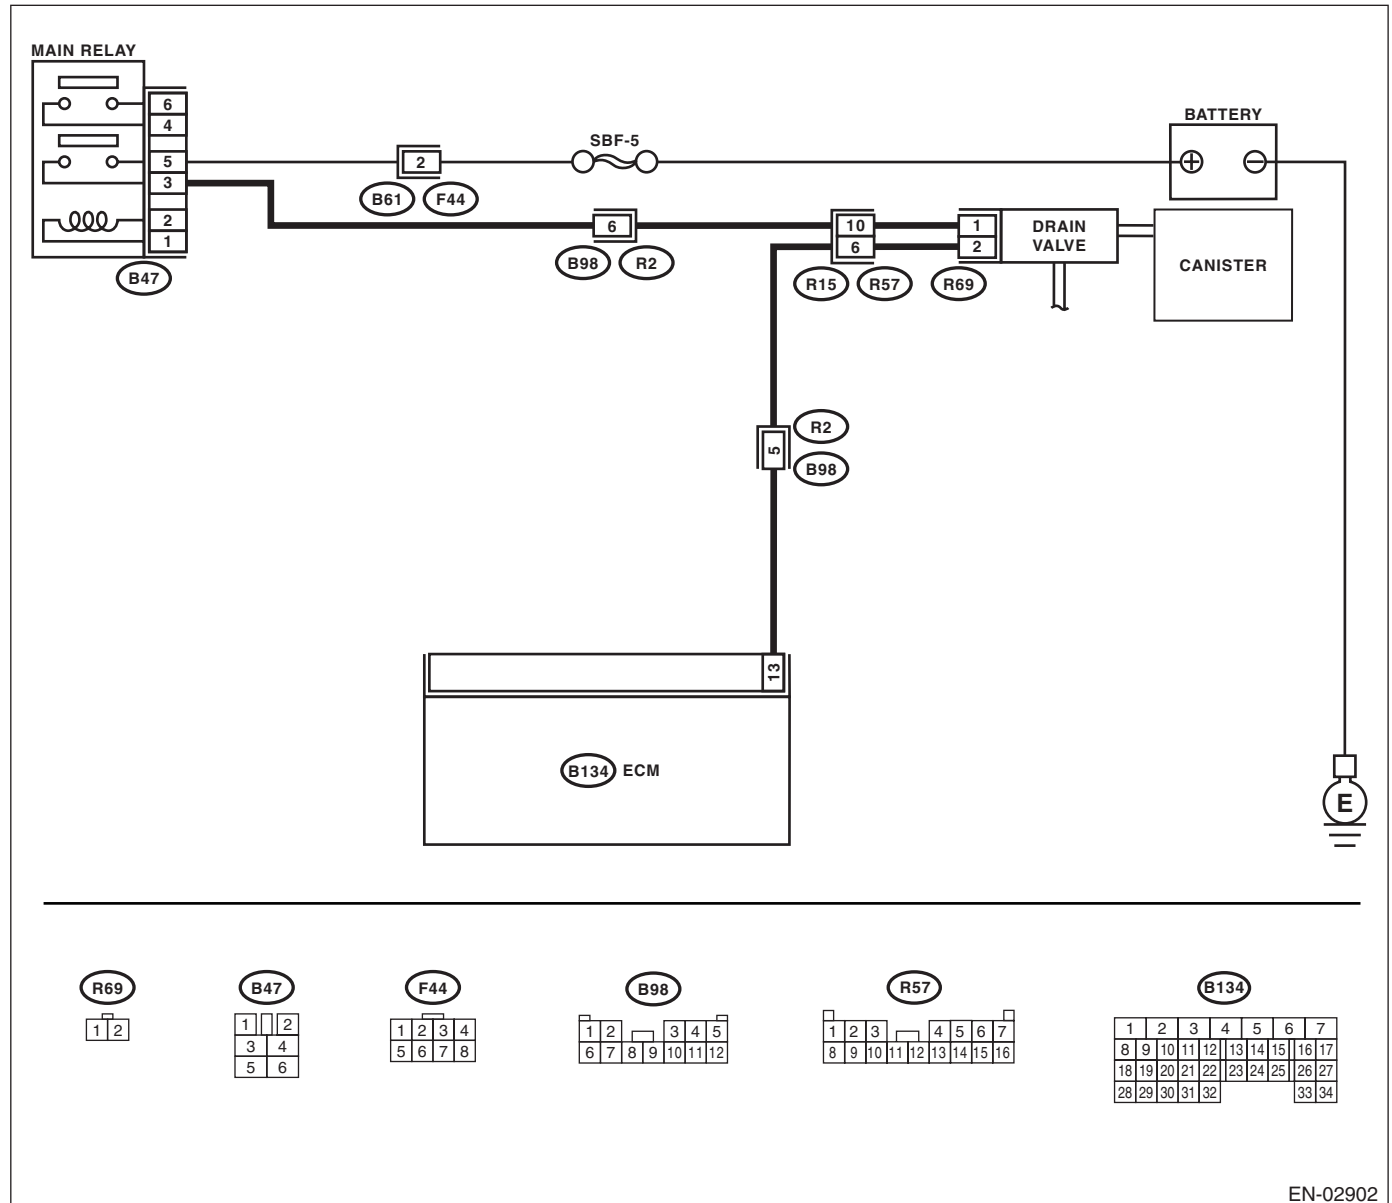 MAIN RELAY
6
4
5
3
2
1
B47
2
B61 F44
SBF-5
BATTERY
6
B98 R2
10
6
R15 R57
1
2
R69
DRAIN
VALVE
CANISTER
5
R2
B98
13
B134 ECM
E
R69
1 2
B47
1 2
3 4
5 6
F44
1 2 3 4
5 6 7 8
B98
1 2 3 4 5
6 7 8 9 10 11 12
R57
1 2 3 4 5 6 7
8 9 10 11 12 13 14 15 16
B134
1 2 3 4 5 6 7
8 9 10 11 12 13 14 15 16 17
18 19 20 21 22 23 24 25 26 27
28 29 30 31 32 33 34
EN-02902